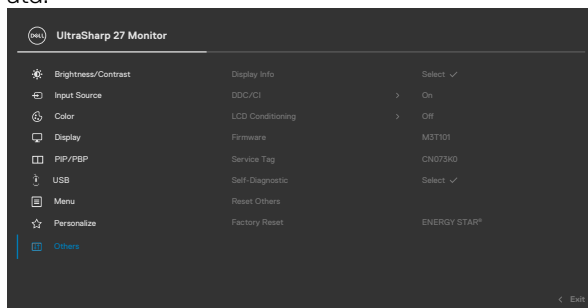 DELL UltraSharp 27 Monitor
Brightness/Contrast Display Info Select ✓
Input Source DDC/CI > On
Color LCD Conditioning > Off
Display Firmware M3T101
PIP/PBP Service Tag CN073K0
USB Self-Diagnostic Select ✓
Menu Reset Others
Personalize Factory Reset ENERGY STAR®
Others
< Exit